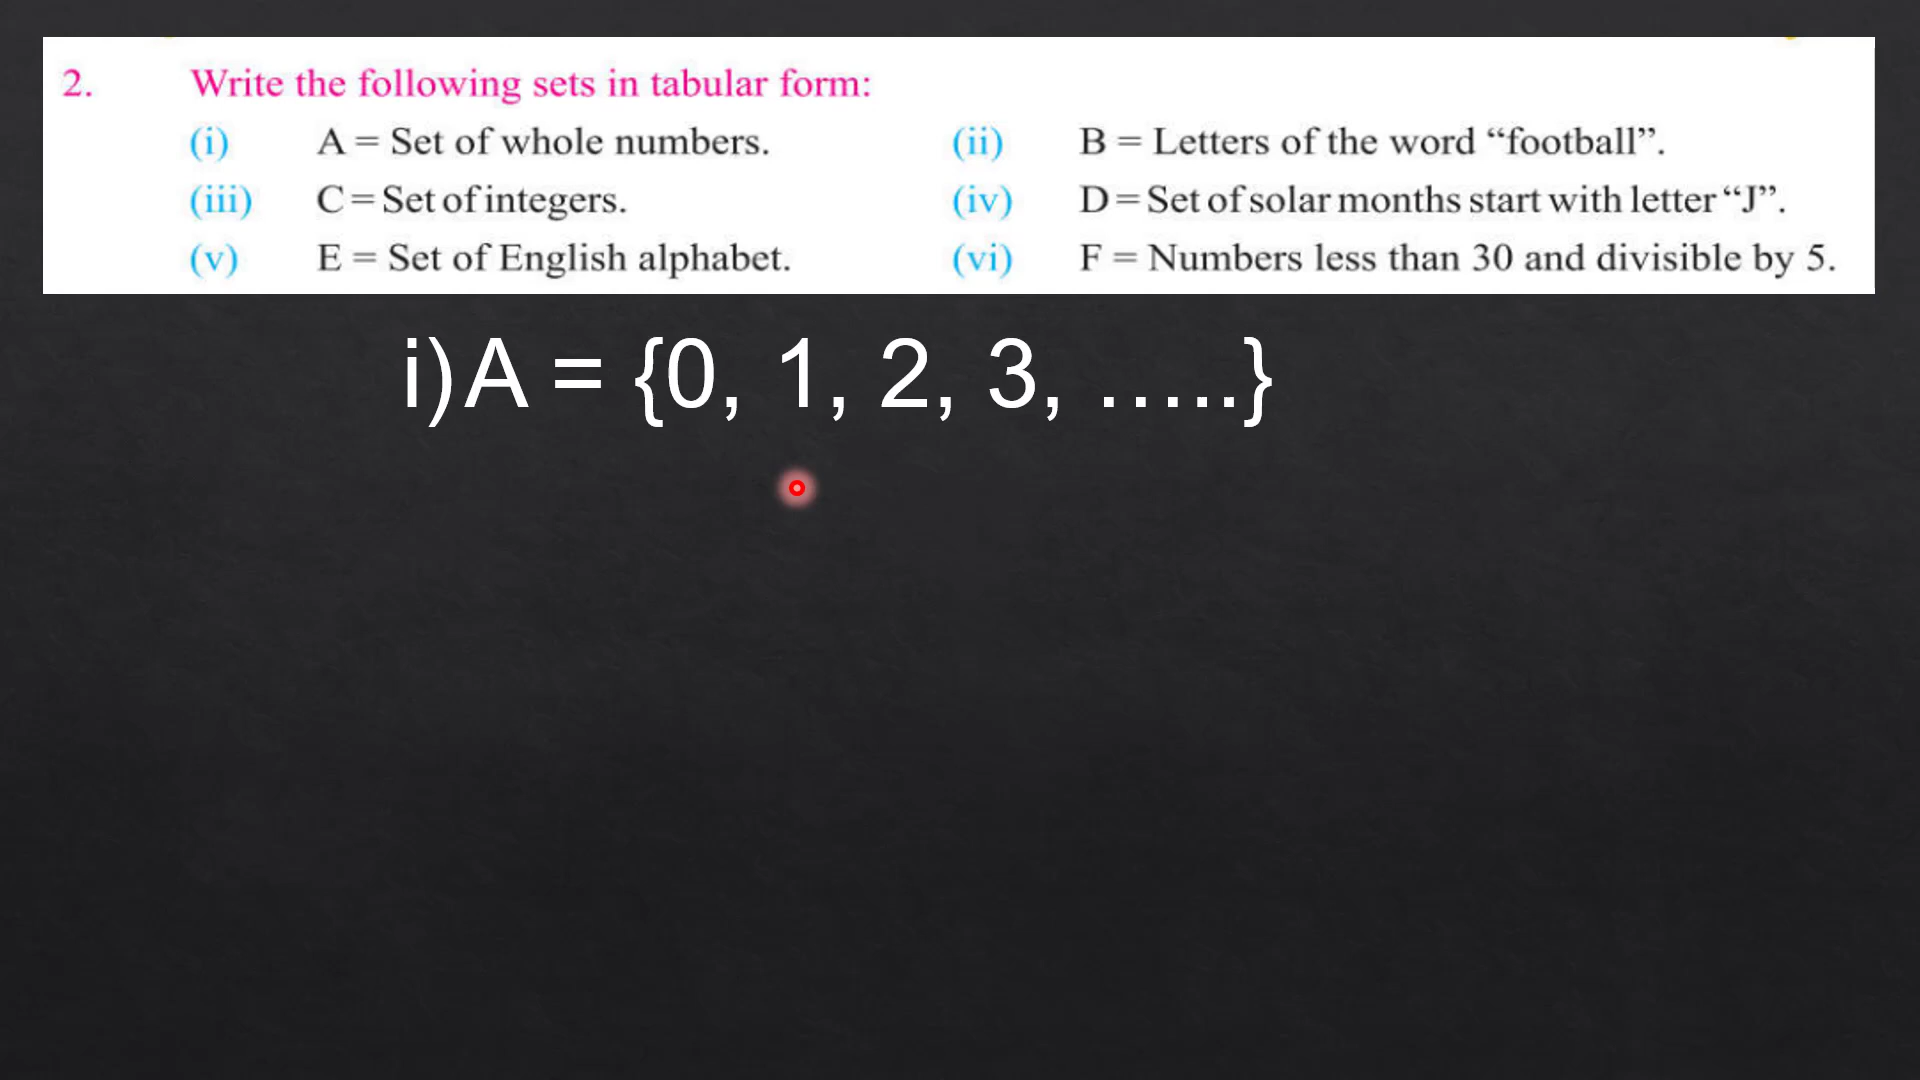 2. Write the following sets in tabular form:
(i) A = Set of whole numbers. (ii) B = Letters of the word “football”.
(iii) C = Set of integers. (iv) D = Set of solar months start with letter “J”.
(v) E = Set of English alphabet. (vi) F = Numbers less than 30 and divisible by 5.
i) A = {0, 1, 2, 3, …..}